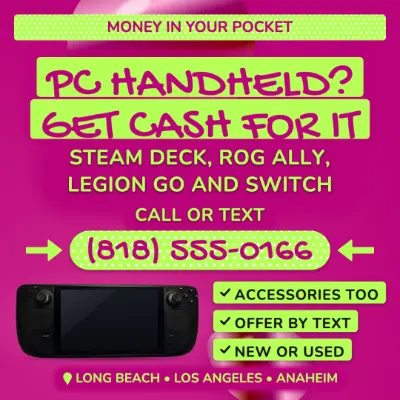 MONEY IN YOUR POCKET
PC HANDHELD?
GET CASH FOR IT
STEAM DECK, ROG ALLY,
LEGION GO AND SWITCH
CALL OR TEXT
(818) 555-0166
ACCESSORIES TOO
OFFER BY TEXT
NEW OR USED
LONG BEACH • LOS ANGELES • ANAHEIM